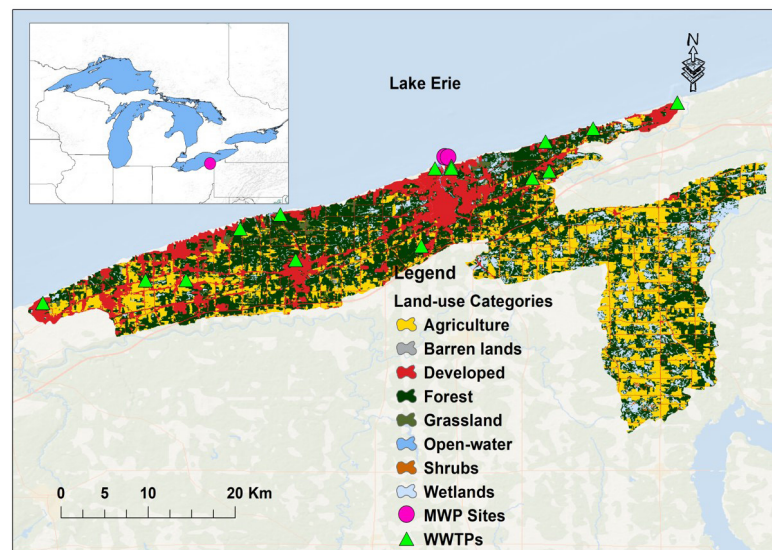 N
Lake Erie
Legend
Land-use Categories
Agriculture
Barren lands
Developed
Forest
Grassland
Open-water
Shrubs
Wetlands
MWP Sites
WWTPs
0 5 10 20 Km